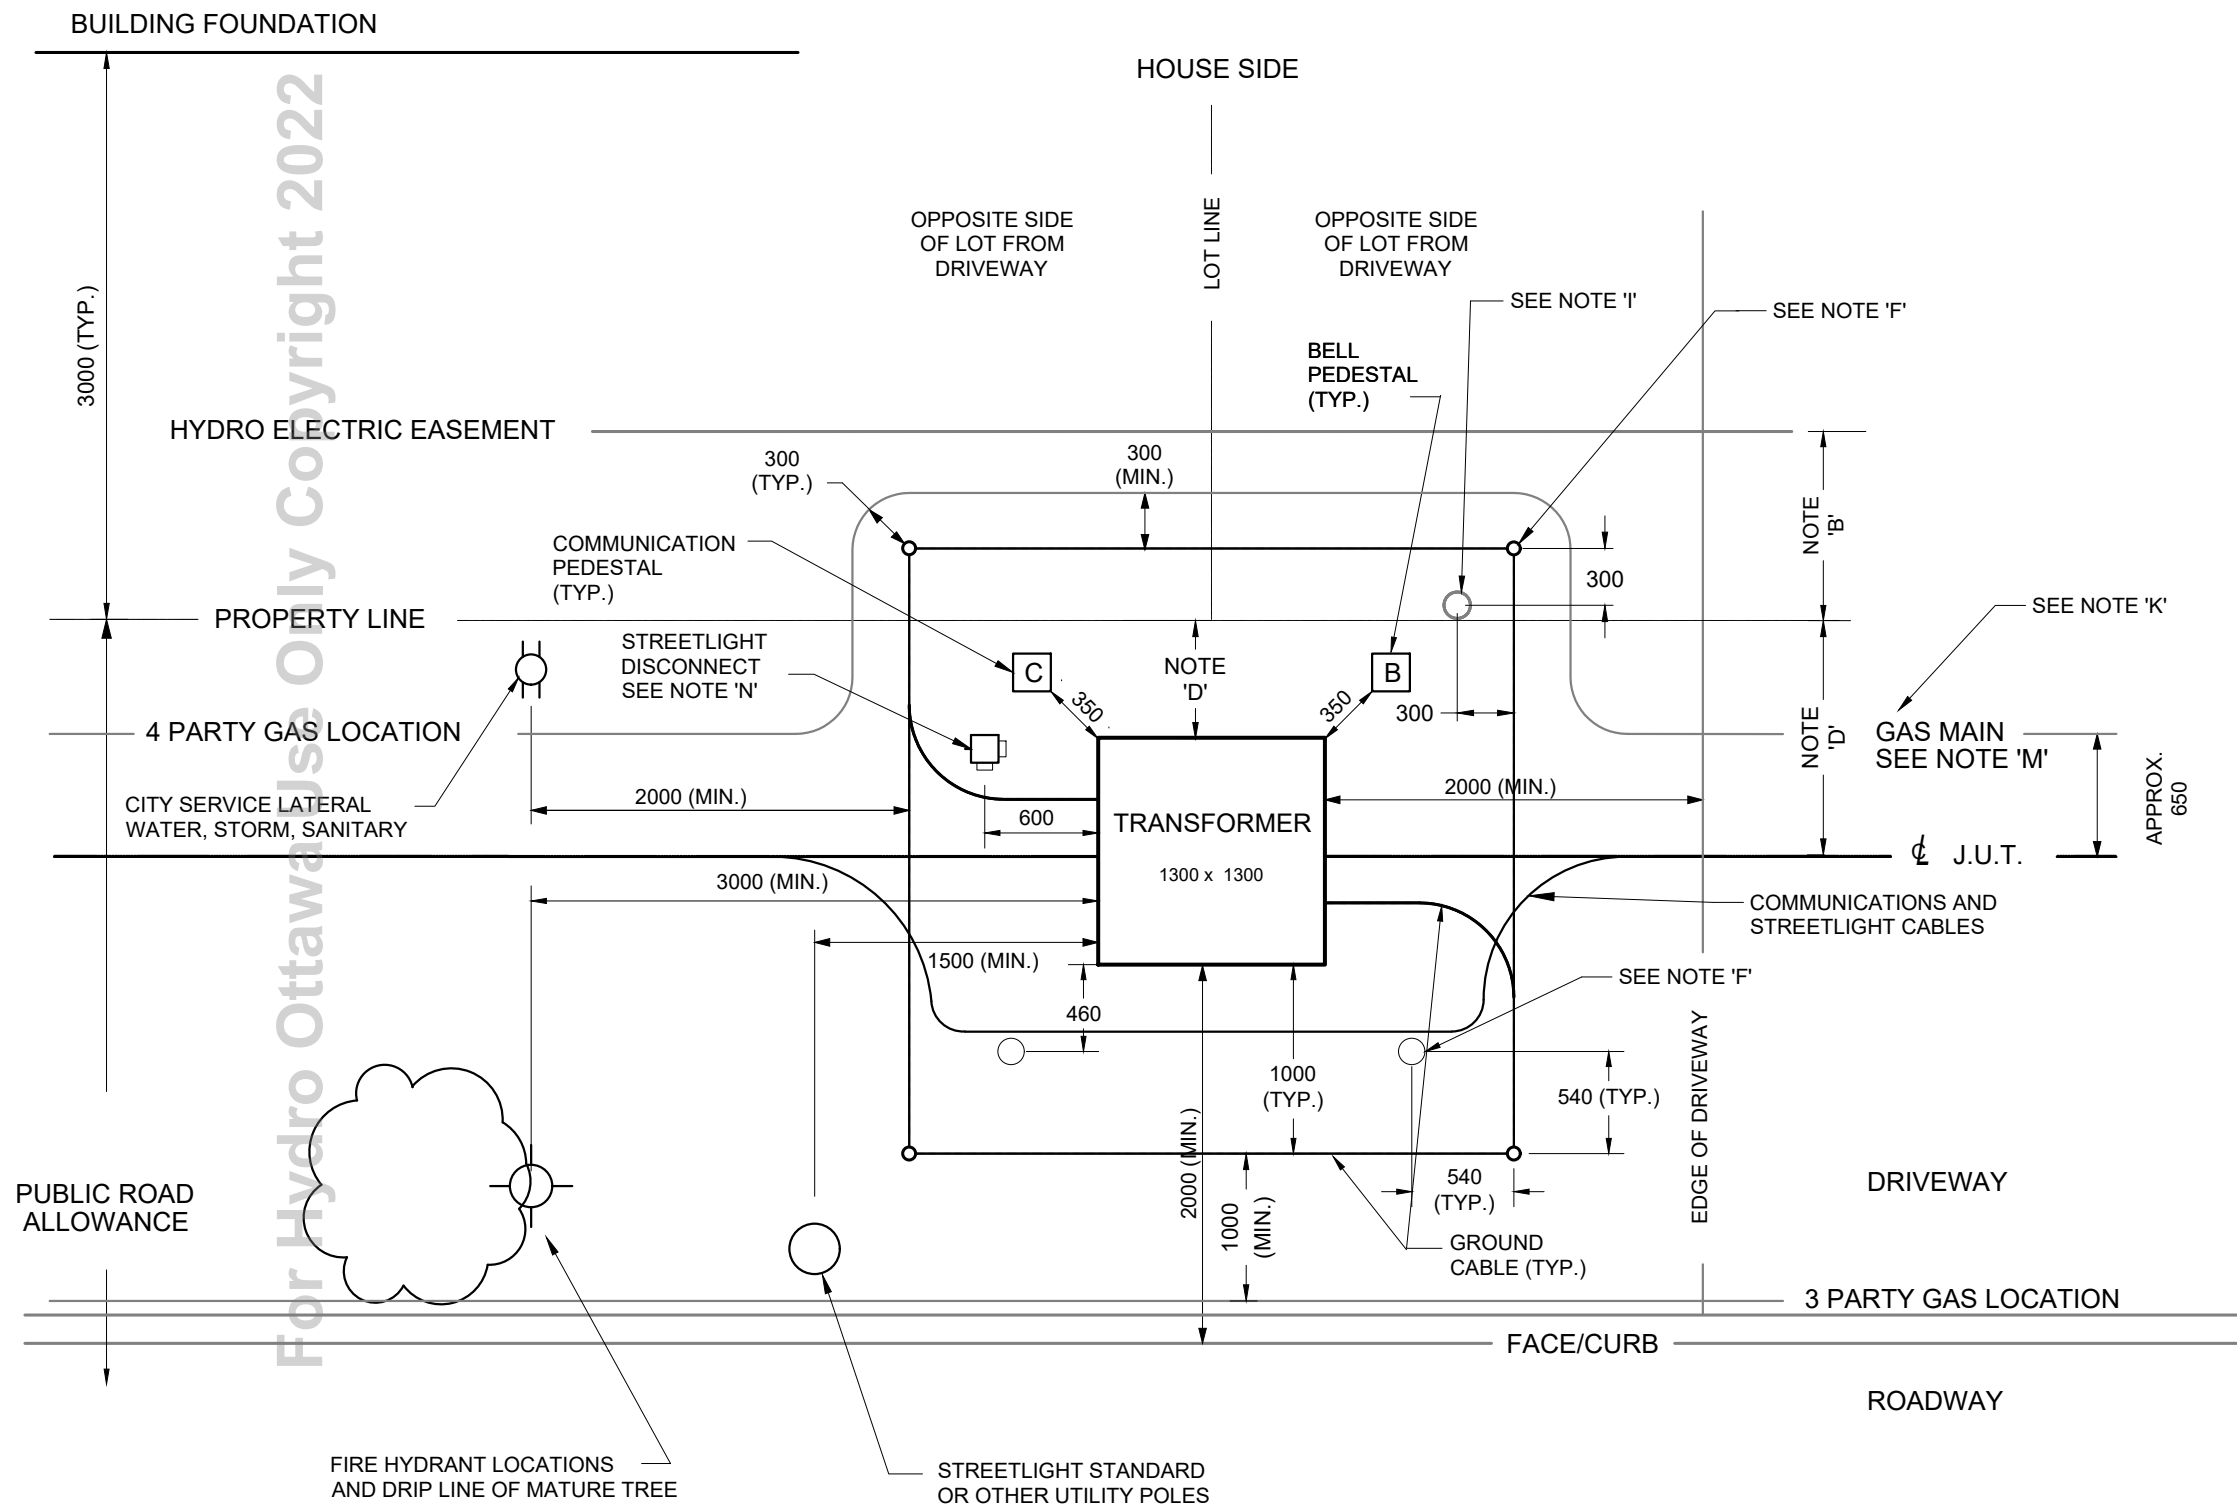 BUILDING FOUNDATION
HOUSE SIDE
LOT LINE
OPPOSITE SIDE
OF LOT FROM
DRIVEWAY
OPPOSITE SIDE
OF LOT FROM
DRIVEWAY
SEE NOTE 'I'
SEE NOTE 'F'
BELL
PEDESTAL
(TYP.)
3000 (TYP.)
For Hydro Ottawa Use Only Copyright 2022
HYDRO ELECTRIC EASEMENT
300
(TYP.)
300
(MIN.)
NOTE
'B'
COMMUNICATION
PEDESTAL
(TYP.)
300
SEE NOTE 'K'
PROPERTY LINE
STREETLIGHT
DISCONNECT
SEE NOTE 'N'
C
NOTE
'D'
B
350
350
300
NOTE
'D'
4 PARTY GAS LOCATION
GAS MAIN
SEE NOTE 'M'
APPROX.
650
CITY SERVICE LATERAL
WATER, STORM, SANITARY
2000 (MIN.)
600
TRANSFORMER
1300 x 1300
2000 (MIN.)
℄ J.U.T.
3000 (MIN.)
COMMUNICATIONS AND
STREETLIGHT CABLES
1500 (MIN.)
460
SEE NOTE 'F'
1000
(TYP.)
540 (TYP.)
EDGE OF DRIVEWAY
2000 (MIN.)
1000
(MIN.)
540
(TYP.)
DRIVEWAY
PUBLIC ROAD
ALLOWANCE
GROUND
CABLE (TYP.)
3 PARTY GAS LOCATION
FACE/CURB
ROADWAY
FIRE HYDRANT LOCATIONS
AND DRIP LINE OF MATURE TREE
STREETLIGHT STANDARD
OR OTHER UTILITY POLES